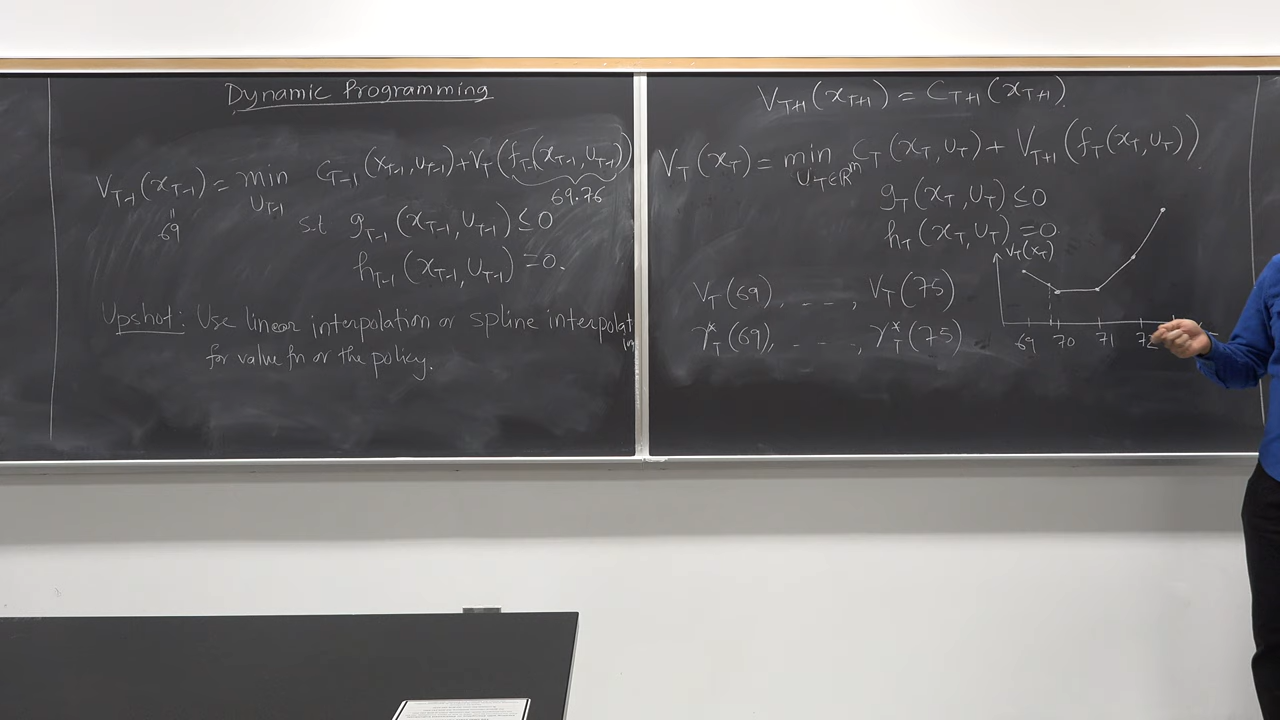 Dynamic Programming
V_{T-1}(x_{T-1}) = min C_{T-1}(x_{T-1}, u_{T-1}) + V_T(f_{T-1}(x_{T-1}, u_{T-1}))
u_{T-1}
69.76
"
69
s.t g_{T-1}(x_{T-1}, u_{T-1}) ≤ 0
h_{T-1}(x_{T-1}, u_{T-1}) = 0.
Upshot: Use linear interpolation or spline interpolation
for value fn or the policy.
V_{T+1}(x_{T+1}) = C_{T+1}(x_{T+1})
V_T(x_T) = min C_T(x_T, u_T) + V_{T+1}(f_T(x_T, u_T))
u_T∈R^m
g_T(x_T, u_T) ≤ 0
h_T(x_T, u_T) = 0
V_T(69), ---, V_T(75)
γ*_T(69), ---, γ*_T(75)
V_T(x_T)
69 70 71 72